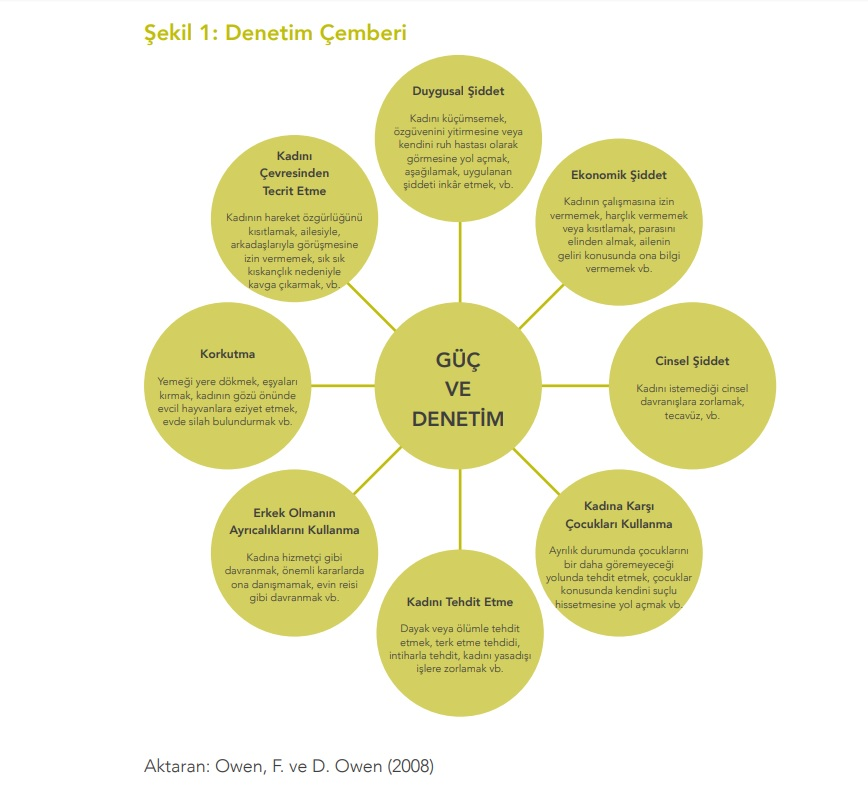 Şekil 1: Denetim Çemberi
Duygusal Şiddet
Kadını küçümsemek,
özgüvenini yitirmesine veya
kendini ruh hastası olarak
görmesine yol açmak,
aşağılamak, uygulanan
şiddeti inkâr etmek, vb.
Ekonomik Şiddet
Kadının çalışmasına izin
vermemek, harçlık vermemek
veya kısıtlamak, parasını
elinden almak, ailenin
geliri konusunda ona bilgi
vermemek vb.
Cinsel Şiddet
Kadını istemediği cinsel
davranışlara zorlamak,
tecavüz, vb.
Kadına Karşı
Çocukları Kullanma
Ayrılık durumunda çocuklarını
bir daha göremeyeceği
yolunda tehdit etmek, çocuklar
konusunda kendini suçlu
hissetmesine yol açmak vb.
Kadını Tehdit Etme
Dayak veya ölümle tehdit
etmek, terk etme tehdidi,
intiharla tehdit, kadını yasadışı
işlere zorlamak vb.
Erkek Olmanın
Ayrıcalıklarını Kullanma
Kadına hizmetçi gibi
davranmak, önemli kararlarda
ona danışmamak, evin reisi
gibi davranmak vb.
Korkutma
Yemeği yere dökmek, eşyaları
kırmak, kadının gözü önünde
evcil hayvanlara eziyet etmek,
evde silah bulundurmak vb.
Kadını
Çevresinden
Tecrit Etme
Kadının hareket özgürlüğünü
kısıtlamak, ailesiyle,
arkadaşlarıyla görüşmesine
izin vermemek, sık sık
kıskançlık nedeniyle
kavga çıkarmak, vb.
GÜÇ
VE
DENETİM
Aktaran: Owen, F. ve D. Owen (2008)